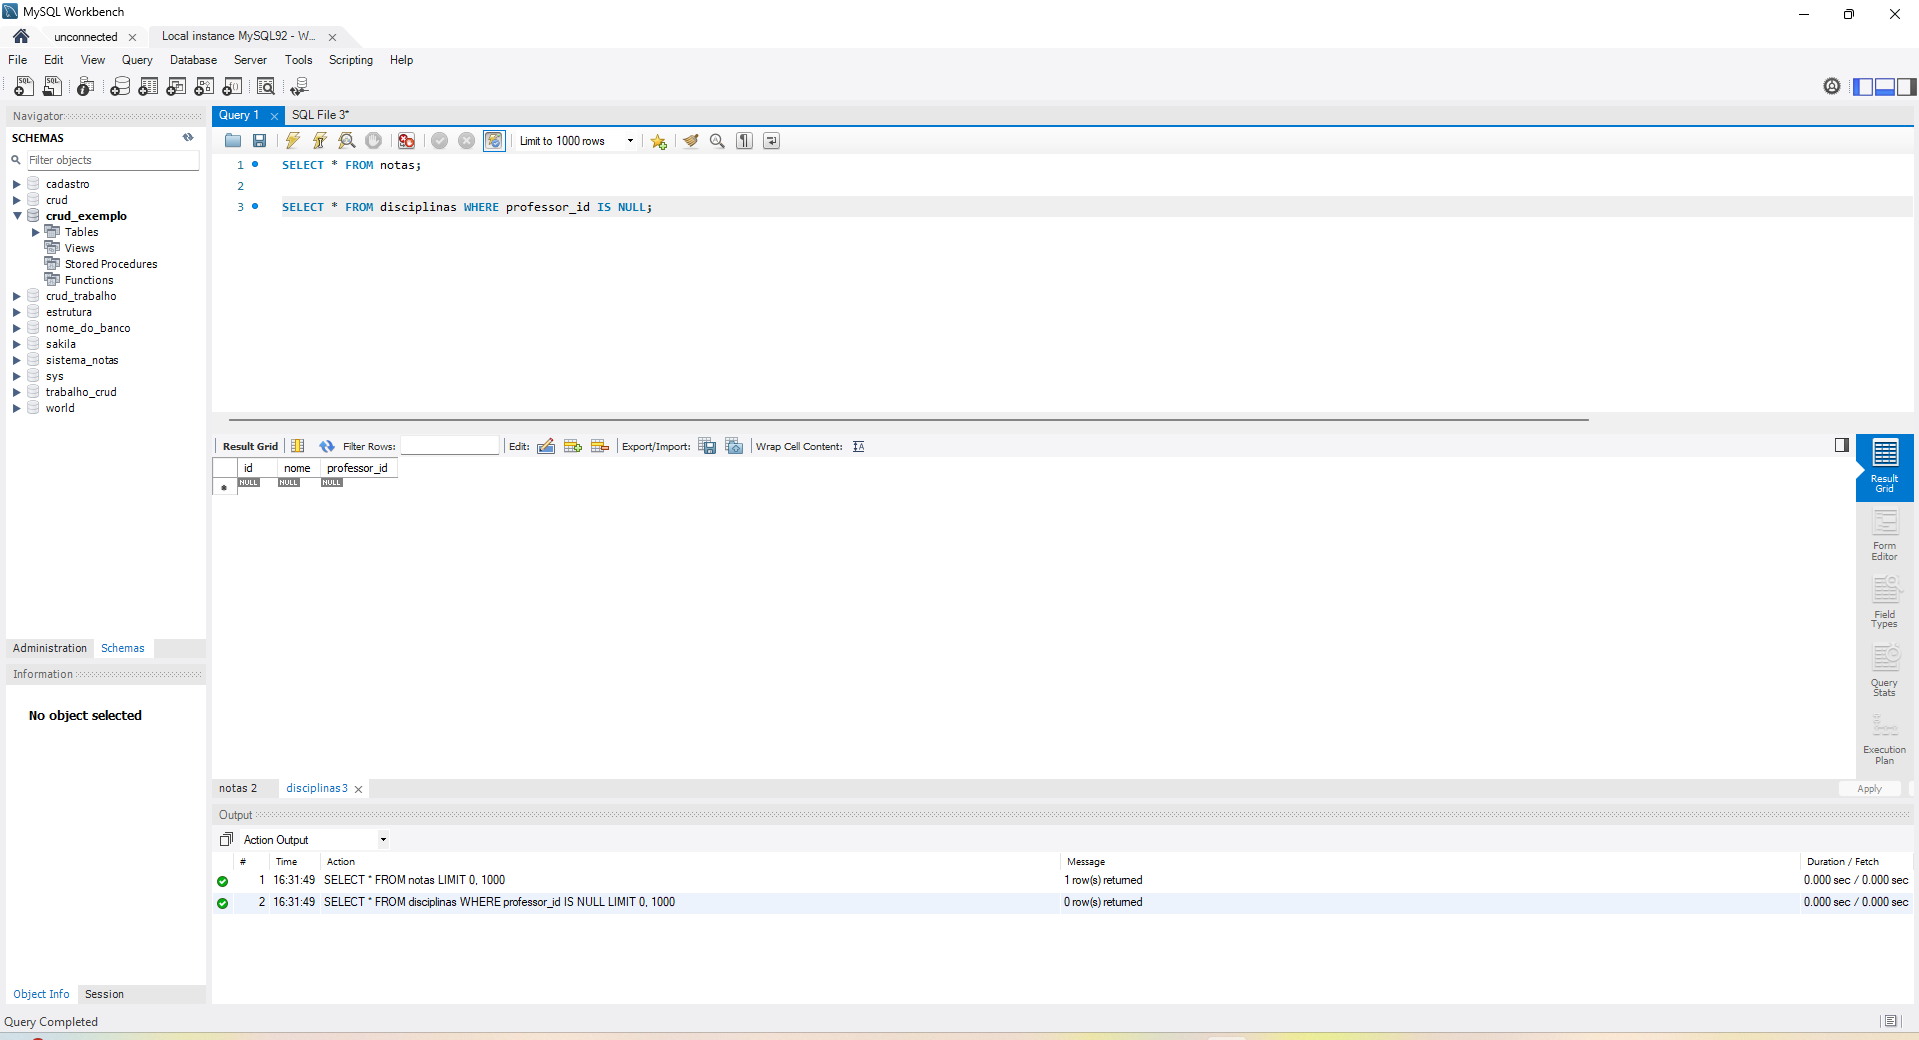 MySQL Workbench
unconnected
Local instance MySQL92 - W...
File Edit View Query Database Server Tools Scripting Help
Navigator
SCHEMAS
Filter objects
cadastro
crud
crud_exemplo
Tables
Views
Stored Procedures
Functions
crud_trabalho
estrutura
nome_do_banco
sakila
sistema_notas
sys
trabalho_crud
world
Administration Schemas
Information
No object selected
Object Info Session
Query 1
SQL File 3*
Limit to 1000 rows
1 SELECT * FROM notas;
2
3 SELECT * FROM disciplinas WHERE professor_id IS NULL;
Result Grid Filter Rows: Edit: Export/Import: Wrap Cell Content:
id nome professor_id
NULL NULL NULL
Result Grid
Form Editor
Field Types
Query Stats
Execution Plan
notas 2 disciplinas 3 Apply
Output
Action Output
# Time Action Message Duration / Fetch
1 16:31:49 SELECT * FROM notas LIMIT 0, 1000 1 row(s) returned 0.000 sec / 0.000 sec
2 16:31:49 SELECT * FROM disciplinas WHERE professor_id IS NULL LIMIT 0, 1000 0 row(s) returned 0.000 sec / 0.000 sec
Query Completed